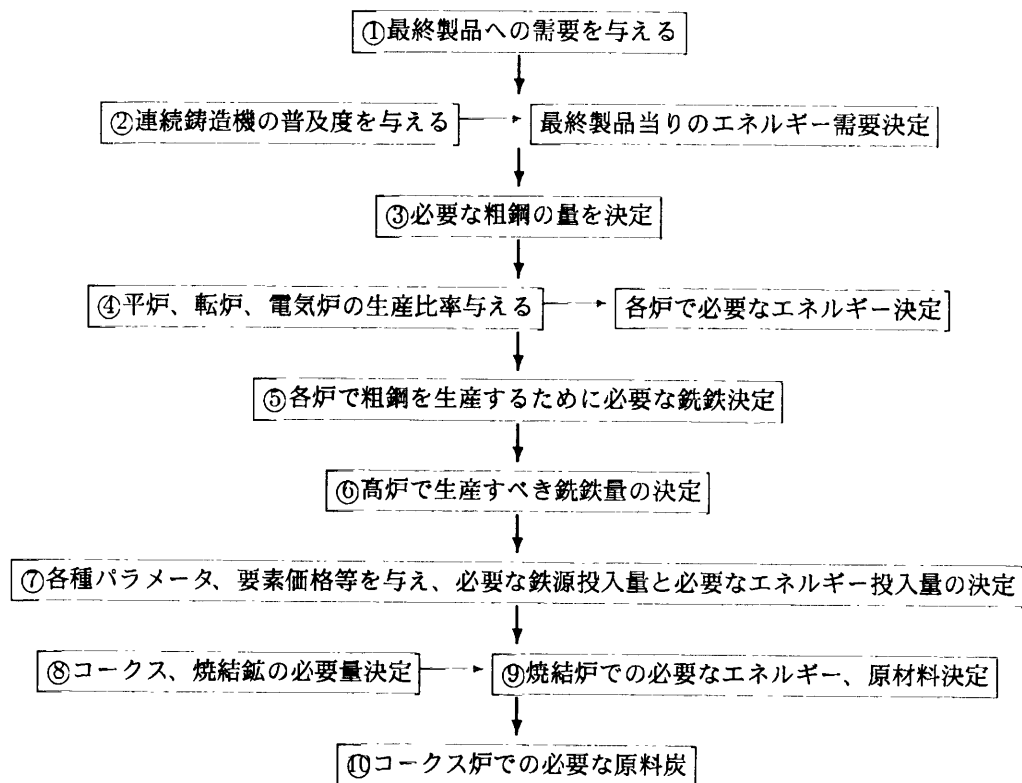 ①最終製品への需要を与える
②連続鋳造機の普及度を与える
最終製品当りのエネルギー需要決定
③必要な粗鋼の量を決定
④平炉、転炉、電気炉の生産比率与える
各炉で必要なエネルギー決定
⑤各炉で粗鋼を生産するために必要な銑鉄決定
⑥高炉で生産すべき銑鉄量の決定
⑦各種パラメータ、要素価格等を与え、必要な鉄源投入量と必要なエネルギー投入量の決定
⑧コークス、焼結鉱の必要量決定
⑨焼結炉での必要なエネルギー、原材料決定
⑩コークス炉での必要な原料炭